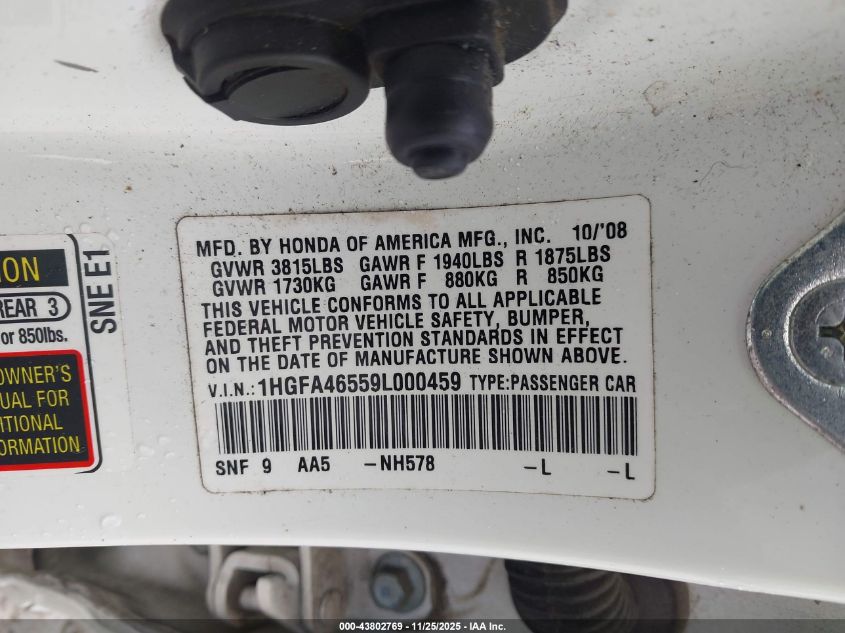 MFD. BY HONDA OF AMERICA MFG., INC. 10/'08
GVWR 3815LBS GAWR F 1940LBS R 1875LBS
GVWR 1730KG GAWR F 880KG R 850KG
THIS VEHICLE CONFORMS TO ALL APPLICABLE
FEDERAL MOTOR VEHICLE SAFETY, BUMPER,
AND THEFT PREVENTION STANDARDS IN EFFECT
ON THE DATE OF MANUFACTURE SHOWN ABOVE.
V.I.N.: 1HGFA46559L000459 TYPE:PASSENGER CAR
SNF 9 AA5 -NH578 -L -L
ION
REAR 3
or 850lbs.
SNE E1
OWNER'S
UAL FOR
ITIONAL
FORMATION
000-43802769 - 11/25/2025 - IAA Inc.